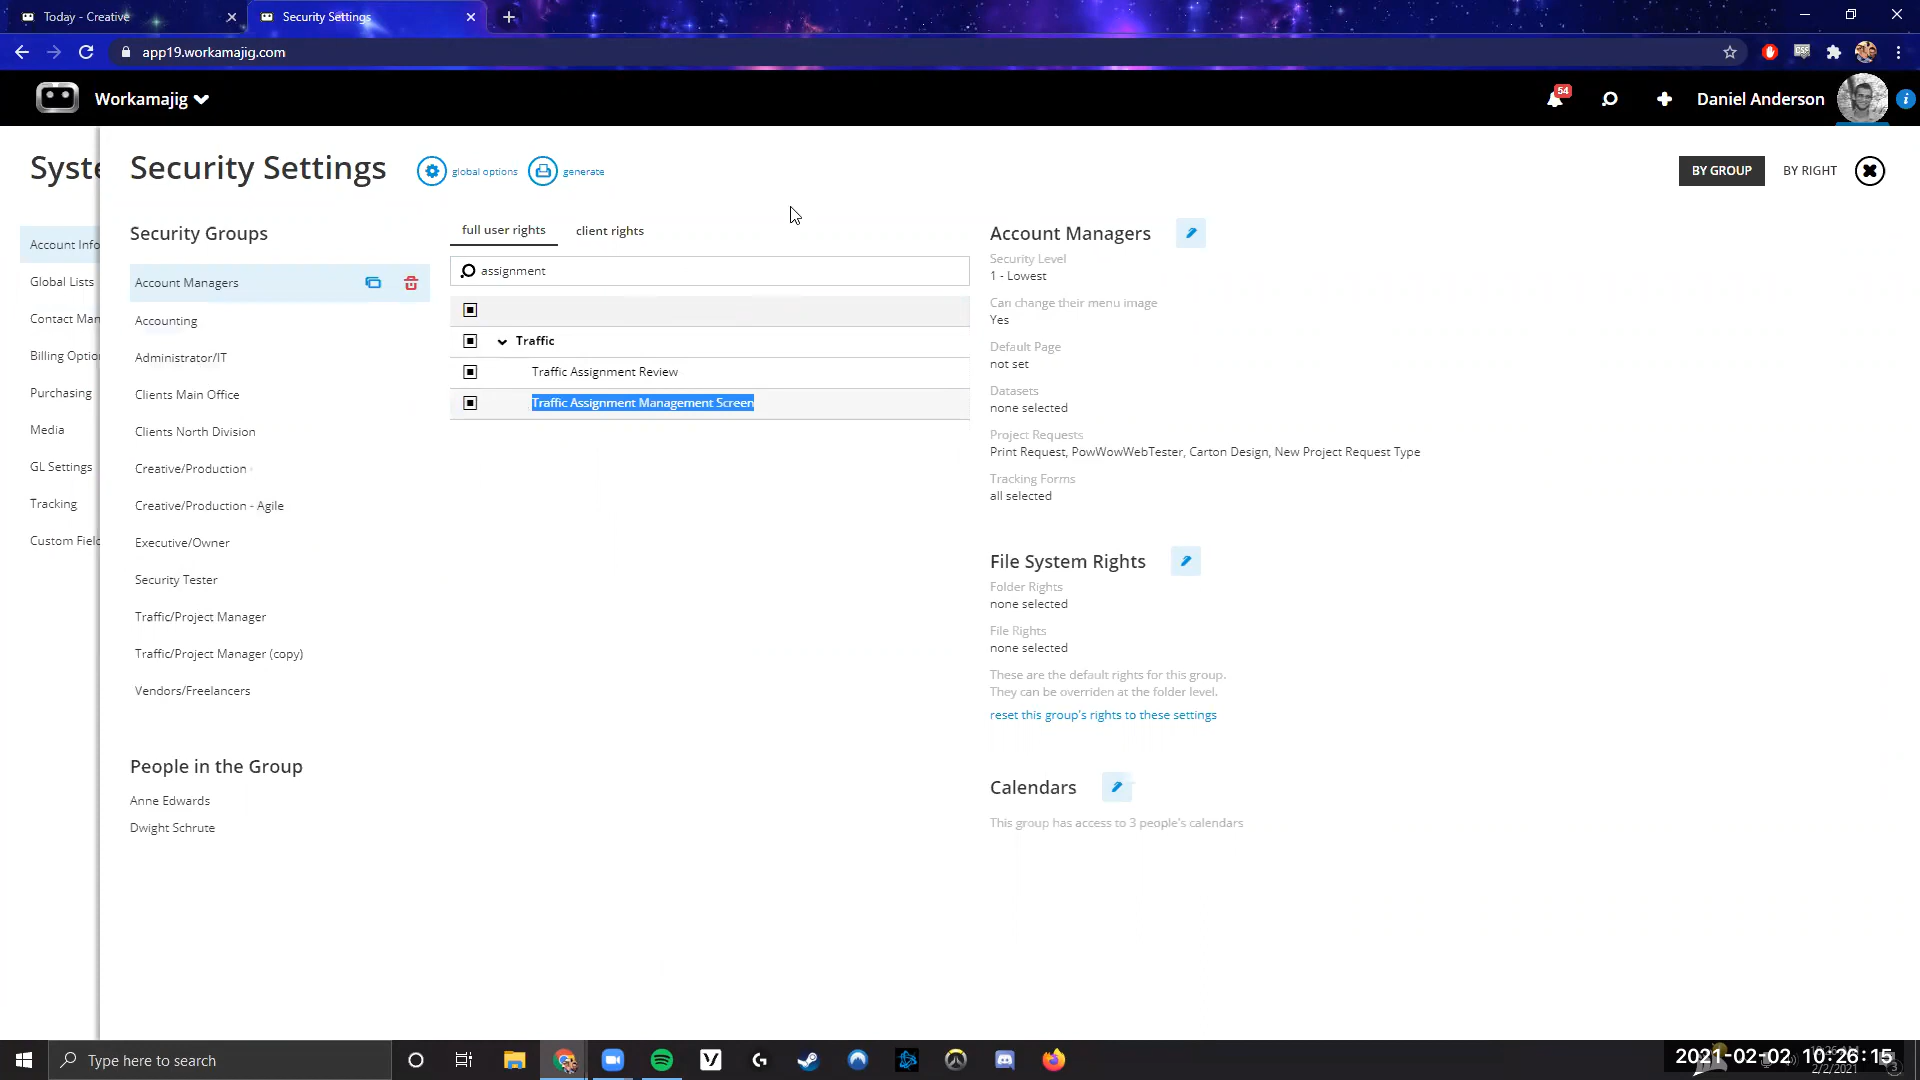 Today - Creative
Security Settings
app19.workamajig.com
Workamajig
54
Daniel Anderson
Security Settings
global options
generate
BY GROUP
BY RIGHT
Account Info
Global Lists
Contact Man
Billing Optio
Purchasing
Media
GL Settings
Tracking
Custom Field
Security Groups
Account Managers
Accounting
Administrator/IT
Clients Main Office
Clients North Division
Creative/Production
Creative/Production - Agile
Executive/Owner
Security Tester
Traffic/Project Manager
Traffic/Project Manager (copy)
Vendors/Freelancers
People in the Group
Anne Edwards
Dwight Schrute
full user rights
client rights
assignment
Traffic
Traffic Assignment Review
Traffic Assignment Management Screen
Account Managers
Security Level
1 - Lowest
Can change their menu image
Yes
Default Page
not set
Datasets
none selected
Project Requests
Print Request, PowWowWebTester, Carton Design, New Project Request Type
Tracking Forms
all selected
File System Rights
Folder Rights
none selected
File Rights
none selected
These are the default rights for this group.
They can be overriden at the folder level.
reset this group's rights to these settings
Calendars
This group has access to 3 people's calendars
Type here to search
2021-02-02 10:26:15
2/2/2021
3